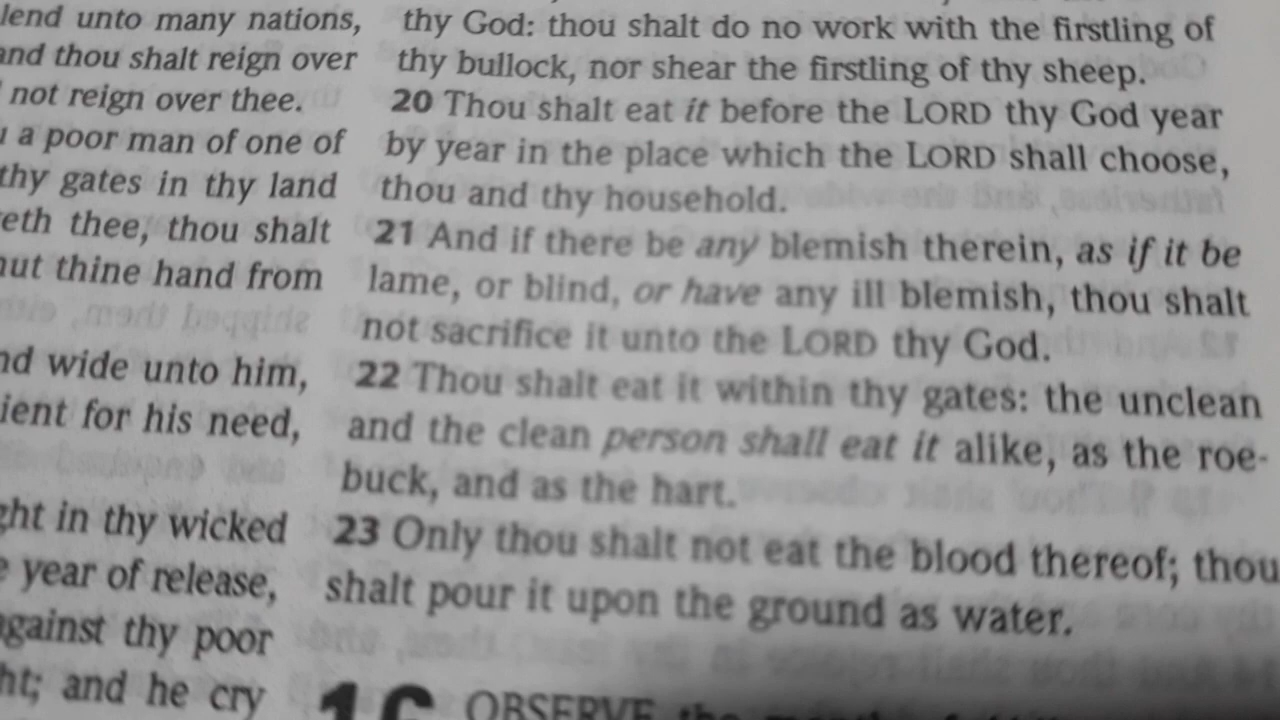 lend unto many nations,
and thou shalt reign over
not reign over thee.
a poor man of one of
thy gates in thy land
eth thee, thou shalt
thine hand from
wide unto him,
for his need,
in thy wicked
year of release,
against thy poor
and he cry
thy God: thou shalt do no work with the firstling of
thy bullock, nor shear the firstling of thy sheep.
20 Thou shalt eat it before the LORD thy God year
by year in the place which the LORD shall choose,
thou and thy household.
21 And if there be any blemish therein, as if it be
lame, or blind, or have any ill blemish, thou shalt
not sacrifice it unto the LORD thy God.
22 Thou shalt eat it within thy gates: the unclean
and the clean person shall eat it alike, as the roe-
buck, and as the hart.
23 Only thou shalt not eat the blood thereof; thou
shalt pour it upon the ground as water.
16 OBSERVE the